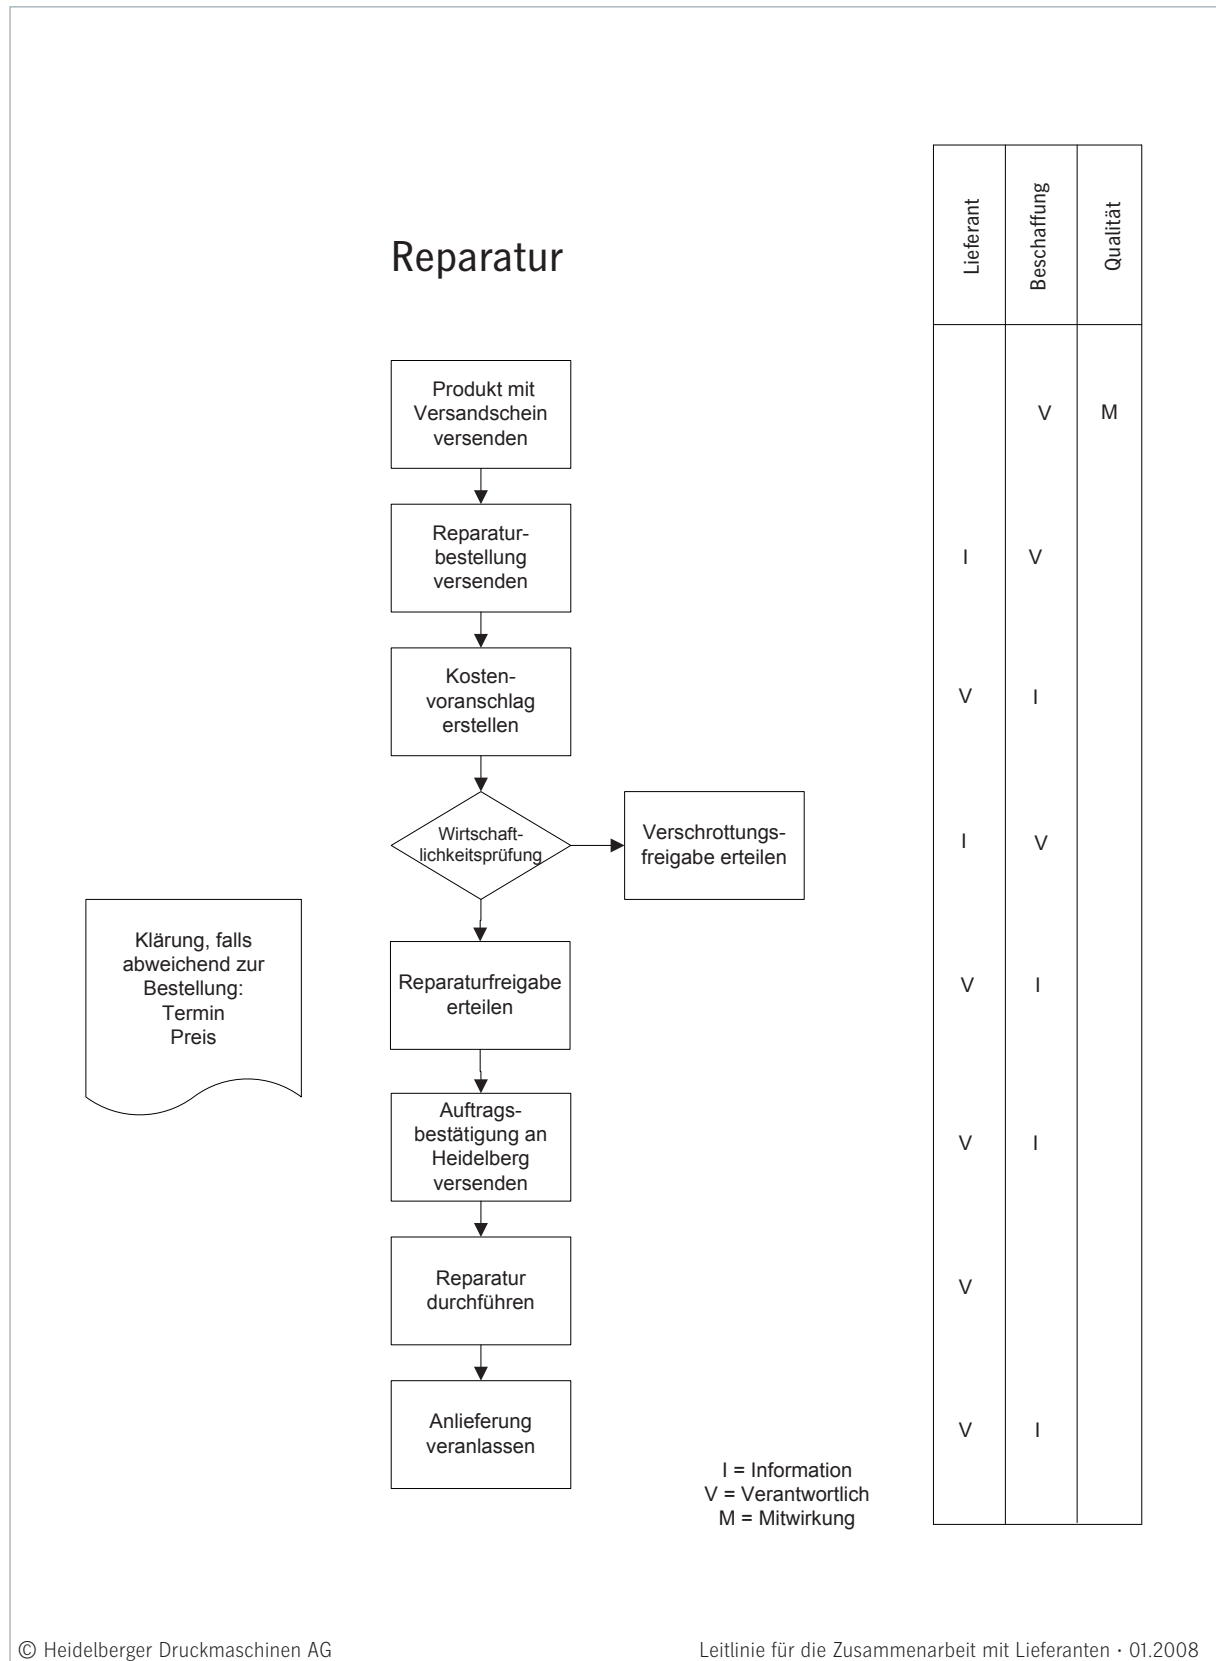 Reparatur
Lieferant
Beschaffung
Qualität
Produkt mit
Versandschein
versenden
V M
Reparatur-
bestellung
versenden
I V
Kosten-
voranschlag
erstellen
V I
Wirtschaft-
lichkeitsprüfung
Verschrottungs-
freigabe erteilen
I V
Klärung, falls
abweichend zur
Bestellung:
Termin
Preis
Reparaturfreigabe
erteilen
V I
Auftrags-
bestätigung an
Heidelberg
versenden
V I
Reparatur
durchführen
V
Anlieferung
veranlassen
V I
I = Information
V = Verantwortlich
M = Mitwirkung
© Heidelberger Druckmaschinen AG
Leitlinie für die Zusammenarbeit mit Lieferanten · 01.2008